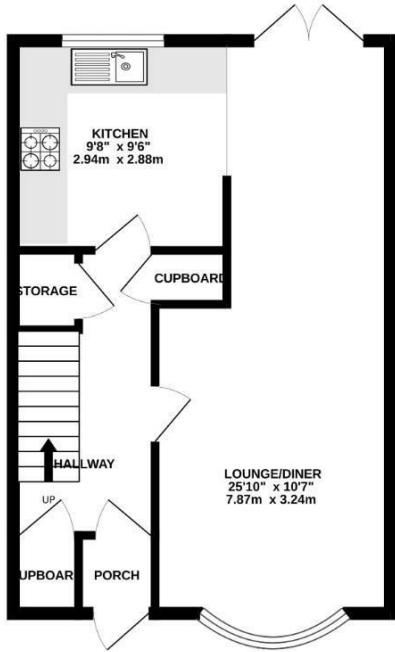 KITCHEN
9'8" x 9'6"
2.94m x 2.88m
STORAGE
CUPBOARD
HALLWAY
UP
LOUNGE/DINER
25'10" x 10'7"
7.87m x 3.24m
UPBOAR
PORCH